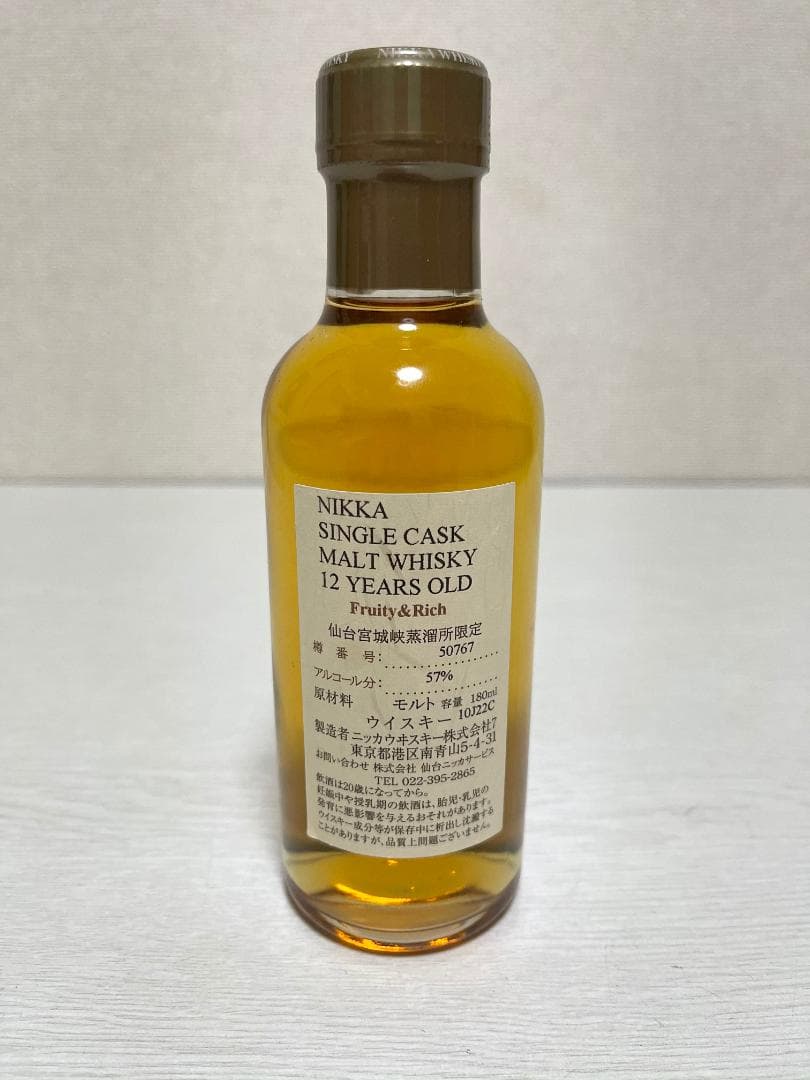 NIKKA WHISKY
NIKKA
SINGLE CASK
MALT WHISKY
12 YEARS OLD
Fruity&Rich
仙台宮城峡蒸溜所限定
樽番号: 50767
アルコール分: 57%
原材料 モルト 容量 180ml
ウイスキー 10J22C
製造者 ニッカウヰスキー株式会社7
東京都港区南青山5-4-31
お問い合わせ 株式会社 仙台ニッカサービス
TEL 022-395-2865
飲酒は20歳になってから。
妊娠中や授乳期の飲酒は、胎児・乳児の
発育に悪影響を与えるおそれがあります。
ウイスキー成分等が保存中に析出し沈澱する
ことがありますが、品質上問題ございません。